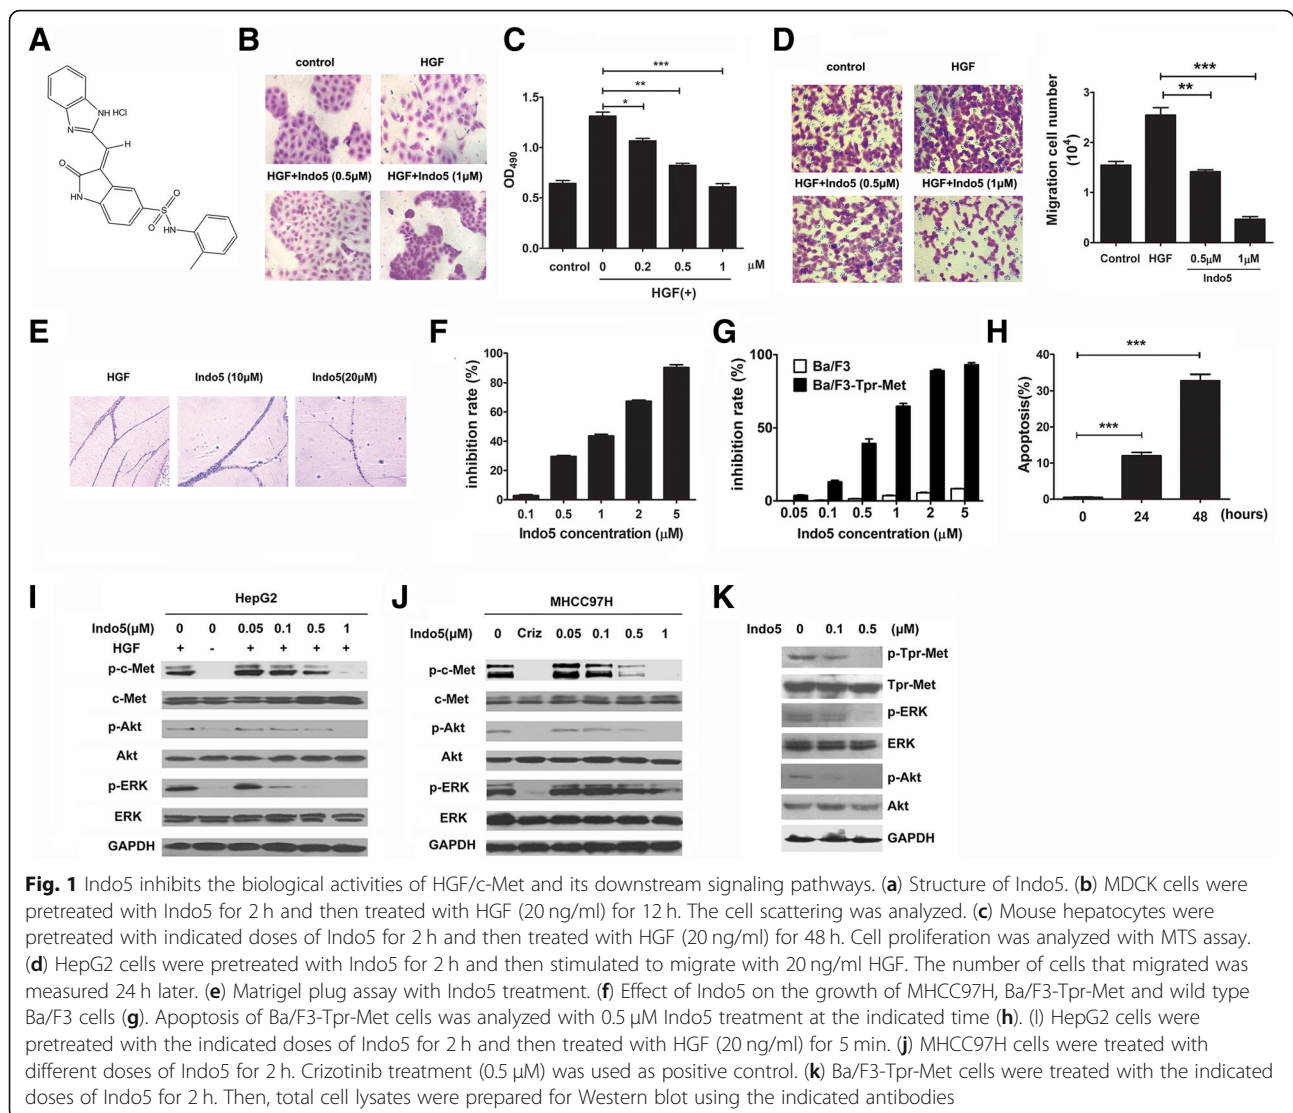 A
NH HCl
N
H
O
HN
O
S
O
HN
B
control
HGF
HGF+Indo5 (0.5μM)
HGF+Indo5 (1μM)
C
***
**
*
2.0
1.5
1.0
0.5
0.0
OD490
control
0
0.2
0.5
1
μM
HGF(+)
D
control
HGF
HGF+Indo5 (0.5μM)
HGF+Indo5 (1μM)
***
**
3
2
1
0
Migration cell number
(10^4)
Control
HGF
0.5μM
1μM
Indo5
E
HGF
Indo5 (10μM)
Indo5(20μM)
F
100
80
60
40
20
0
inhibition rate (%)
0.1
0.5
1
2
5
Indo5 concentration (μM)
G
100
50
0
inhibition rate (%)
Ba/F3
Ba/F3-Tpr-Met
0.05
0.1
0.5
1
2
5
Indo5 concentration (μM)
H
***
***
40
30
20
10
0
Apoptosis(%)
0
24
48
(hours)
I
HepG2
Indo5(μM) 0 0 0.05 0.1 0.5 1
HGF + - + + + +
p-c-Met
c-Met
p-Akt
Akt
p-ERK
ERK
GAPDH
J
MHCC97H
Indo5(μM) 0 Criz 0.05 0.1 0.5 1
p-c-Met
c-Met
p-Akt
Akt
p-ERK
ERK
GAPDH
K
Indo5 0 0.1 0.5 (μM)
p-Tpr-Met
Tpr-Met
p-ERK
ERK
p-Akt
Akt
GAPDH
Fig. 1 Indo5 inhibits the biological activities of HGF/c-Met and its downstream signaling pathways. (a) Structure of Indo5. (b) MDCK cells were
pretreated with Indo5 for 2 h and then treated with HGF (20 ng/ml) for 12 h. The cell scattering was analyzed. (c) Mouse hepatocytes were
pretreated with indicated doses of Indo5 for 2 h and then treated with HGF (20 ng/ml) for 48 h. Cell proliferation was analyzed with MTS assay.
(d) HepG2 cells were pretreated with Indo5 for 2 h and then stimulated to migrate with 20 ng/ml HGF. The number of cells that migrated was
measured 24 h later. (e) Matrigel plug assay with Indo5 treatment. (f) Effect of Indo5 on the growth of MHCC97H, Ba/F3-Tpr-Met and wild type
Ba/F3 cells (g). Apoptosis of Ba/F3-Tpr-Met cells was analyzed with 0.5 μM Indo5 treatment at the indicated time (h). (I) HepG2 cells were
pretreated with the indicated doses of Indo5 for 2 h and then treated with HGF (20 ng/ml) for 5 min. (j) MHCC97H cells were treated with
different doses of Indo5 for 2 h. Crizotinib treatment (0.5 μM) was used as positive control. (k) Ba/F3-Tpr-Met cells were treated with the indicated
doses of Indo5 for 2 h. Then, total cell lysates were prepared for Western blot using the indicated antibodies